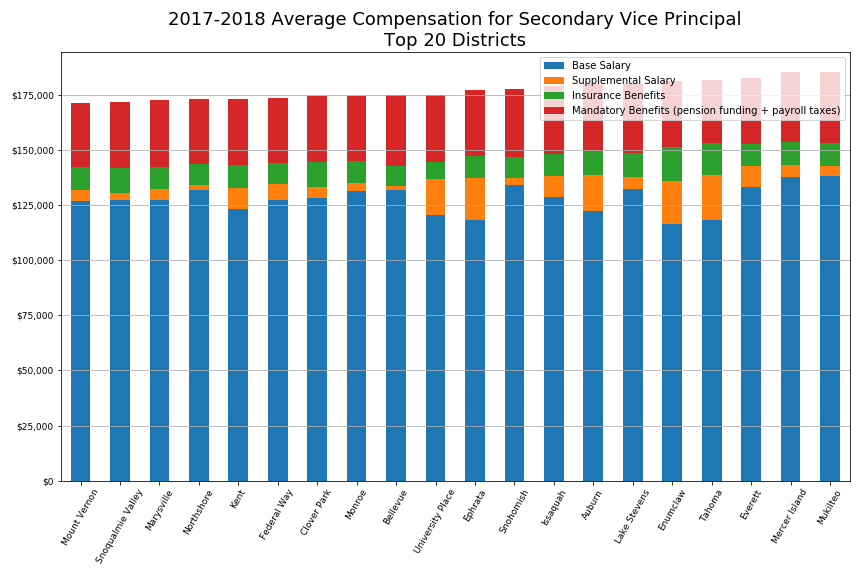 2017-2018 Average Compensation for Secondary Vice Principal
Top 20 Districts
Base Salary
Supplemental Salary
Insurance Benefits
Mandatory Benefits (pension funding + payroll taxes)
$175,000
$150,000
$125,000
$100,000
$75,000
$50,000
$25,000
$0
Mount Vernon
Snoqualmie Valley
Marysville
Northshore
Kent
Federal Way
Clover Park
Monroe
Bellevue
University Place
Ephrata
Snohomish
Issaquah
Auburn
Lake Stevens
Enumclaw
Tahoma
Everett
Mercer Island
Mukilteo